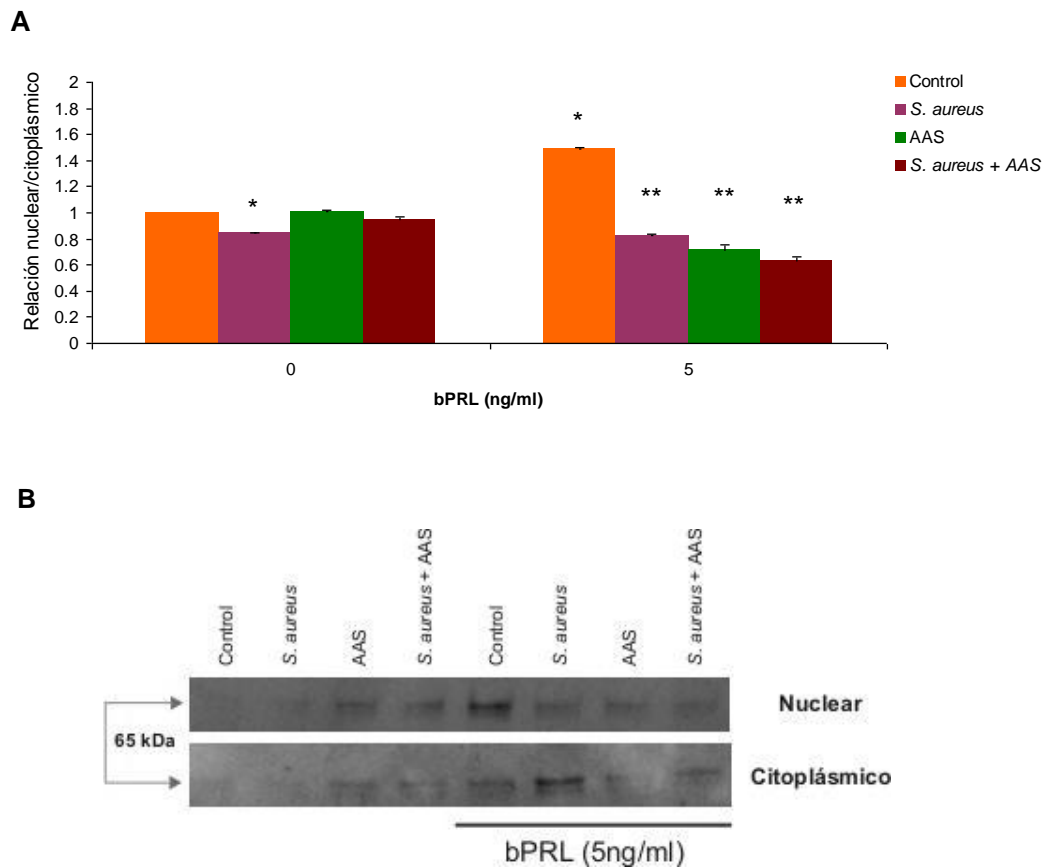 A
Relación nuclear/citoplásmico
2
1.8
1.6
1.4
1.2
1
0.8
0.6
0.4
0.2
0
*
*
**
**
**
Control
S. aureus
AAS
S. aureus + AAS
0
5
bPRL (ng/ml)
B
Control
S. aureus
AAS
S. aureus + AAS
Control
S. aureus
AAS
S. aureus + AAS
Nuclear
65 kDa
Citoplásmico
bPRL (5ng/ml)